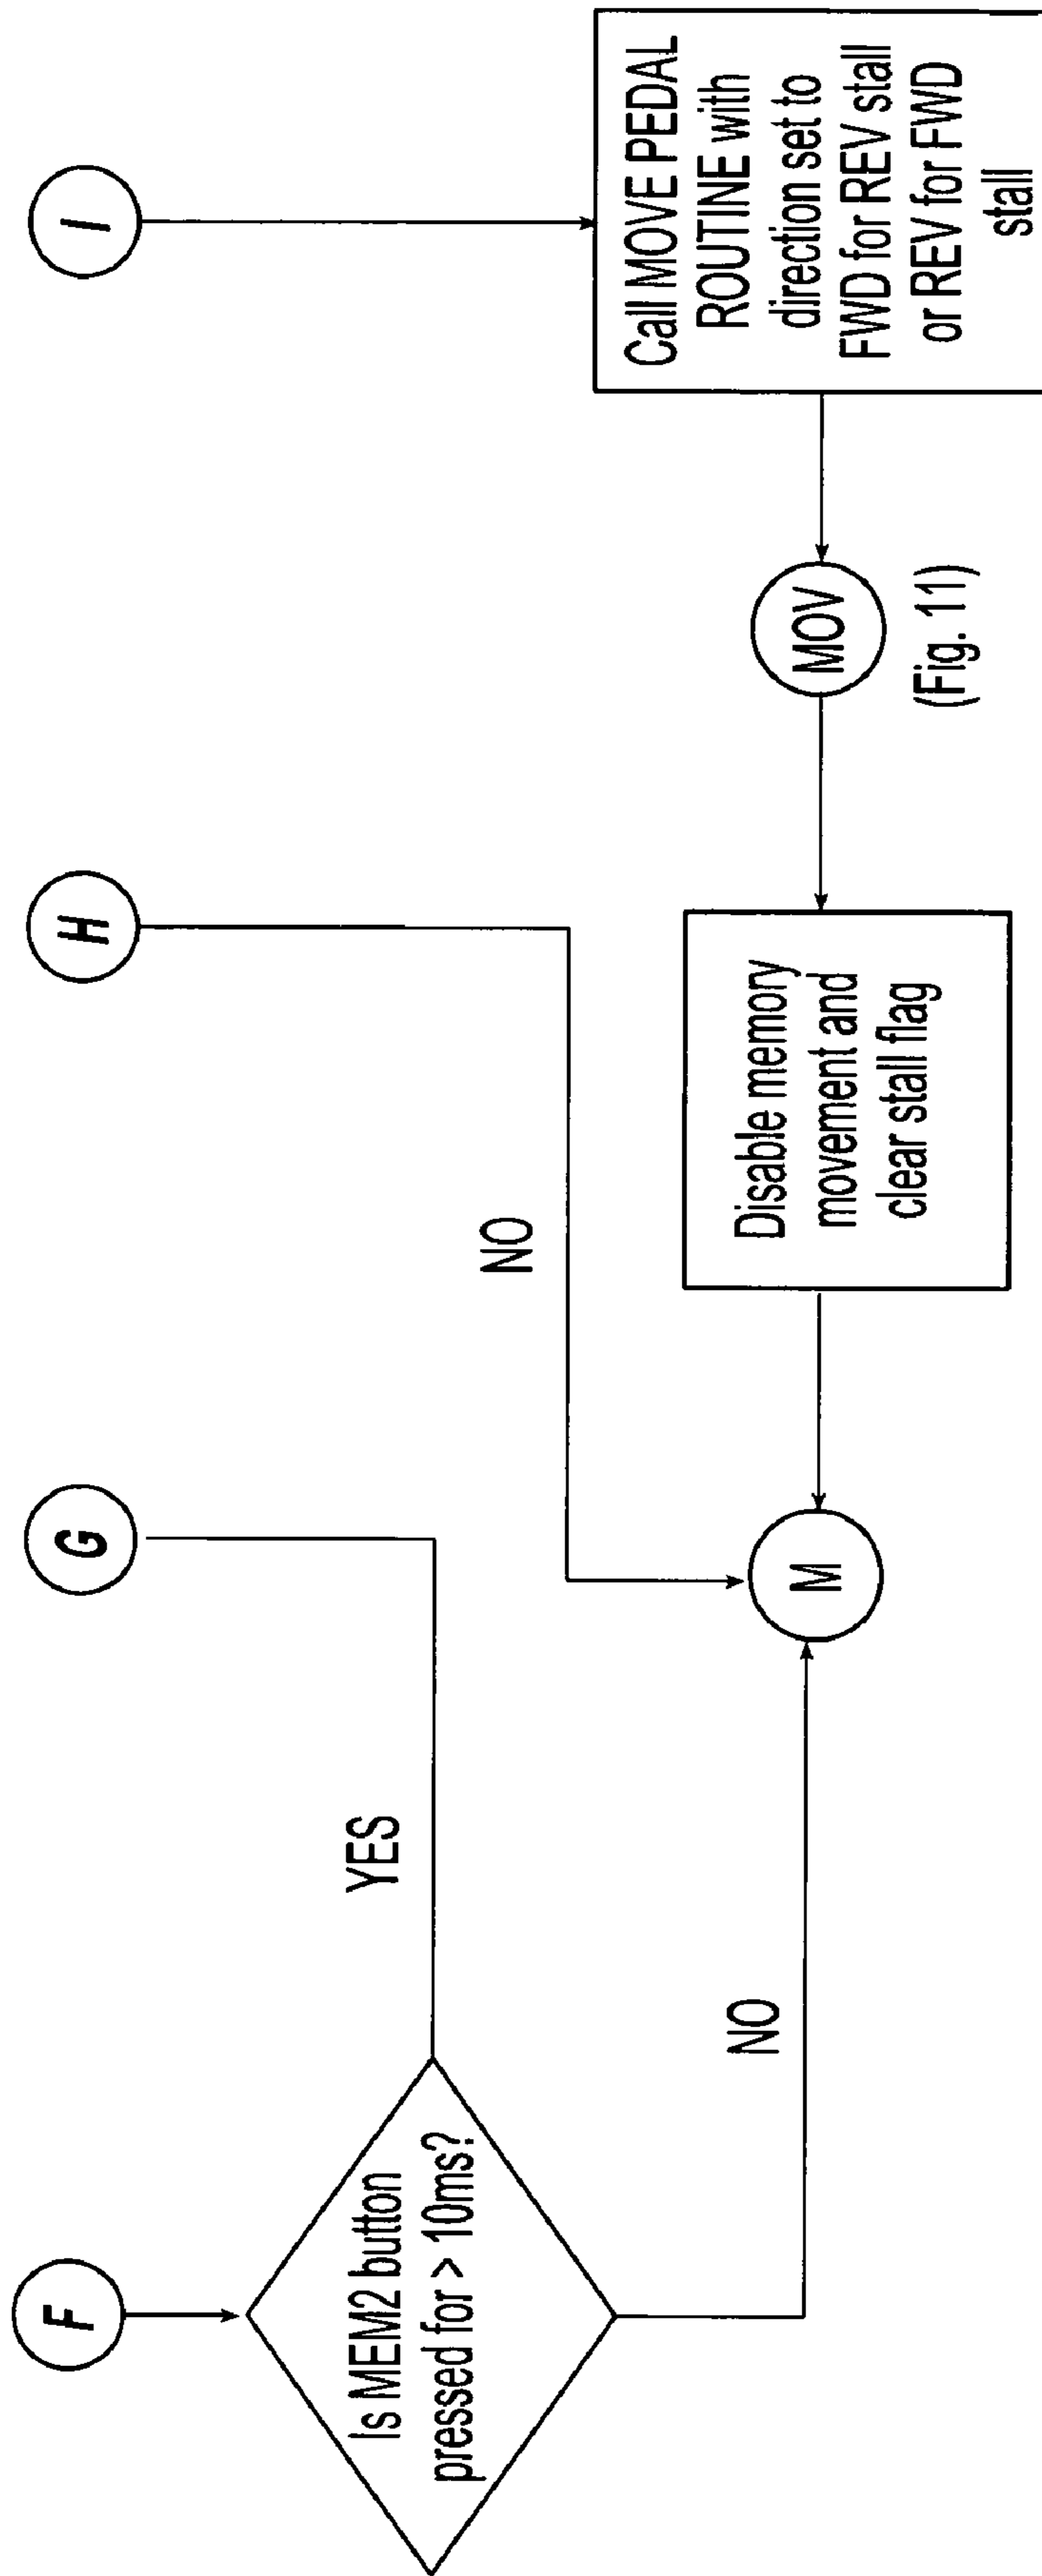 F
G
H
I
Is MEM2 button
pressed for > 10ms?
YES
NO
NO
M
Disable memory
movement and
clear stall flag
MOV
(Fig. 11)
Call MOVE PEDAL
ROUTINE with
direction set to
FWD for REV stall
or REV for FWD
stall